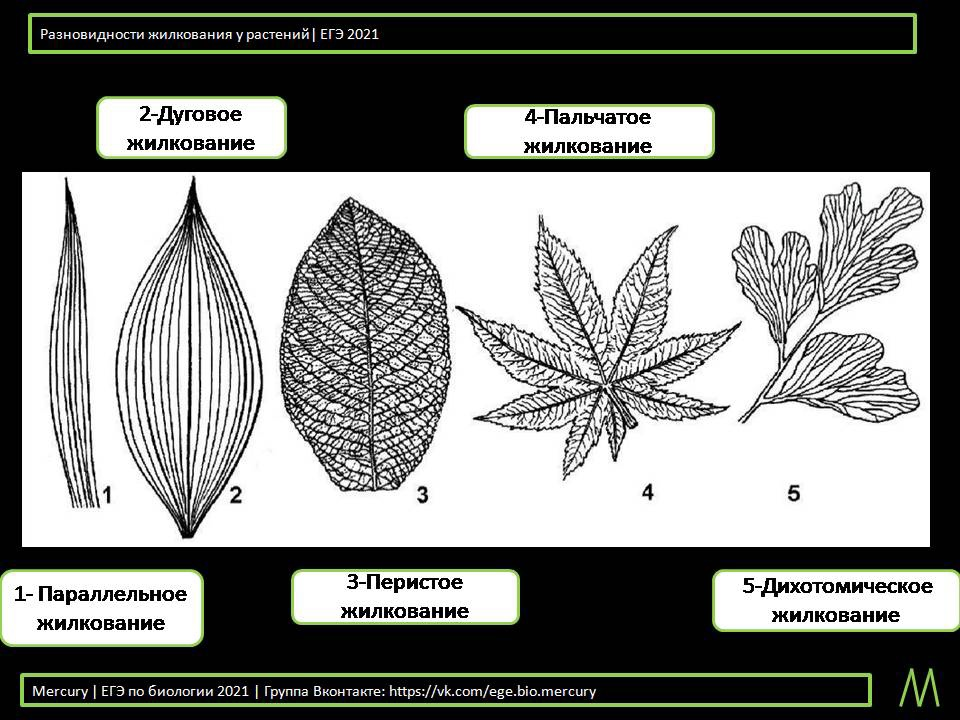 Разновидности жилкования у растений| ЕГЭ 2021
2-Дуговое
жилкование
4-Пальчатое
жилкование
1
2
3
4
5
1- Параллельное
жилкование
3-Перистое
жилкование
5-Дихотомическое
жилкование
Mercury | ЕГЭ по биологии 2021 | Группа Вконтакте: https://vk.com/ege.bio.mercury